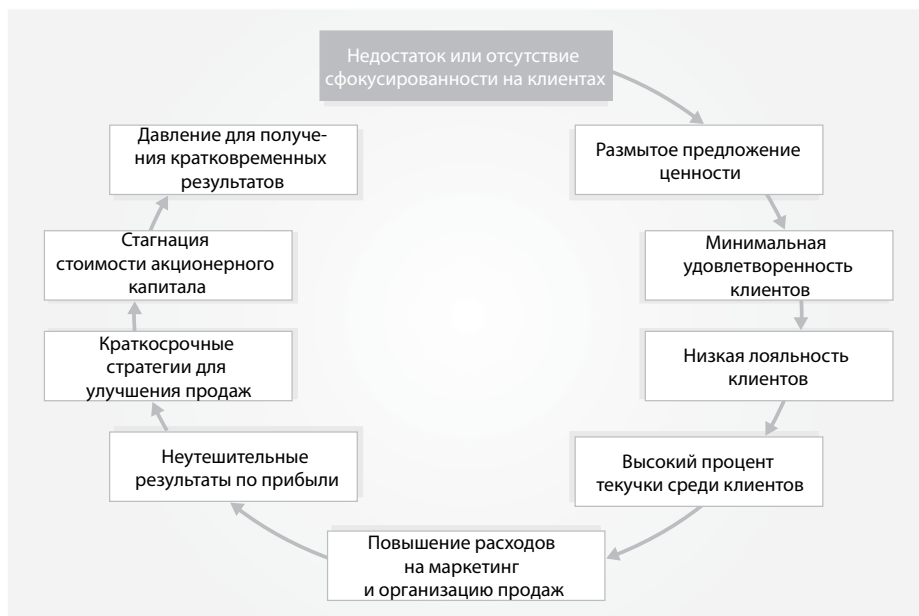 Недостаток или отсутствие
сфокусированности на клиентах
Размытое предложение
ценности
Минимальная
удовлетворенность
клиентов
Низкая лояльность
клиентов
Высокий процент
текучки среди клиентов
Повышение расходов
на маркетинг
и организацию продаж
Неутешительные
результаты по прибыли
Краткосрочные
стратегии для
улучшения продаж
Стагнация
стоимости акционерного
капитала
Давление для получе-
ния кратковременных
результатов